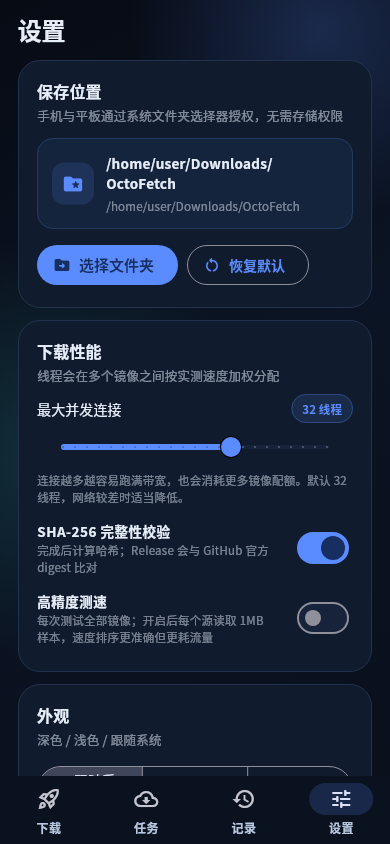 设置
保存位置
手机与平板通过系统文件夹选择器授权，无需存储权限
/home/user/Downloads/
OctoFetch
/home/user/Downloads/OctoFetch
选择文件夹
恢复默认
下载性能
线程会在多个镜像之间按实测速度加权分配
最大并发连接
32 线程
连接越多越容易跑满带宽，也会消耗更多镜像配额。默认 32
线程，网络较差时适当降低。
SHA-256 完整性校验
完成后计算哈希；Release 会与 GitHub 官方
digest 比对
高精度测速
每次测试全部镜像；开启后每个源读取 1MB
样本，速度排序更准确但更耗流量
外观
深色 / 浅色 / 跟随系统
下载
任务
记录
设置